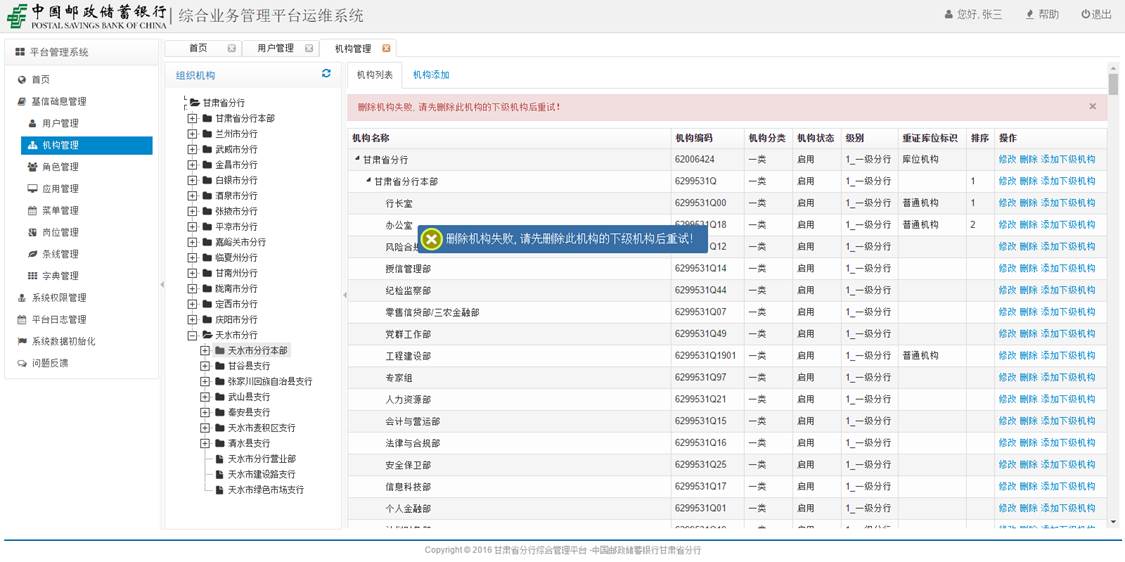 中国邮政储蓄银行 | 综合业务管理平台运维系统
POSTAL SAVINGS BANK OF CHINA
您好, 张三 帮助 退出
平台管理系统
首页
基信础息管理
用户管理
机构管理
角色管理
应用管理
菜单管理
岗位管理
条线管理
字典管理
系统权限管理
平台日志管理
系统数据初始化
问题反馈
首页 用户管理 机构管理
组织机构
甘肃省分行
甘肃省分行本部
兰州市分行
武威市分行
金昌市分行
白银市分行
酒泉市分行
张掖市分行
平凉市分行
嘉峪关市分行
临夏州分行
甘南州分行
陇南市分行
定西市分行
庆阳市分行
天水市分行
天水市分行本部
甘谷县支行
张家川回族自治县支行
武山县支行
秦安县支行
天水市麦积区支行
清水县支行
天水市分行营业部
天水市建设路支行
天水市绿色市场支行
机构列表 机构添加
删除机构失败, 请先删除此机构的下级机构后重试!
机构名称 机构编码 机构分类 机构状态 级别 重证库位标识 排序 操作
甘肃省分行 62006424 一类 启用 1_一级分行 库位机构 修改 删除 添加下级机构
甘肃省分行本部 6299531Q 一类 启用 1_一级分行 1 修改 删除 添加下级机构
行长室 6299531Q00 一类 启用 1_一级分行 普通机构 1 修改 删除 添加下级机构
办公室 Q18 一类 启用 1_一级分行 普通机构 2 修改 删除 添加下级机构
删除机构失败, 请先删除此机构的下级机构后重试!
风险合 Q12 一类 启用 1_一级分行 修改 删除 添加下级机构
授信管理部 6299531Q14 一类 启用 1_一级分行 修改 删除 添加下级机构
纪检监察部 6299531Q44 一类 启用 1_一级分行 修改 删除 添加下级机构
零售信贷部/三农金融部 6299531Q07 一类 启用 1_一级分行 修改 删除 添加下级机构
党群工作部 6299531Q49 一类 启用 1_一级分行 修改 删除 添加下级机构
工程建设部 6299531Q1901 一类 启用 1_一级分行 普通机构 修改 删除 添加下级机构
专家组 6299531Q97 一类 启用 1_一级分行 修改 删除 添加下级机构
人力资源部 6299531Q21 一类 启用 1_一级分行 修改 删除 添加下级机构
会计与营运部 6299531Q15 一类 启用 1_一级分行 修改 删除 添加下级机构
法律与合规部 6299531Q16 一类 启用 1_一级分行 修改 删除 添加下级机构
安全保卫部 6299531Q25 一类 启用 1_一级分行 修改 删除 添加下级机构
信息科技部 6299531Q17 一类 启用 1_一级分行 修改 删除 添加下级机构
个人金融部 6299531Q01 一类 启用 1_一级分行 修改 删除 添加下级机构
Copyright © 2016 甘肃省分行综合管理平台 -中国邮政储蓄银行甘肃省分行